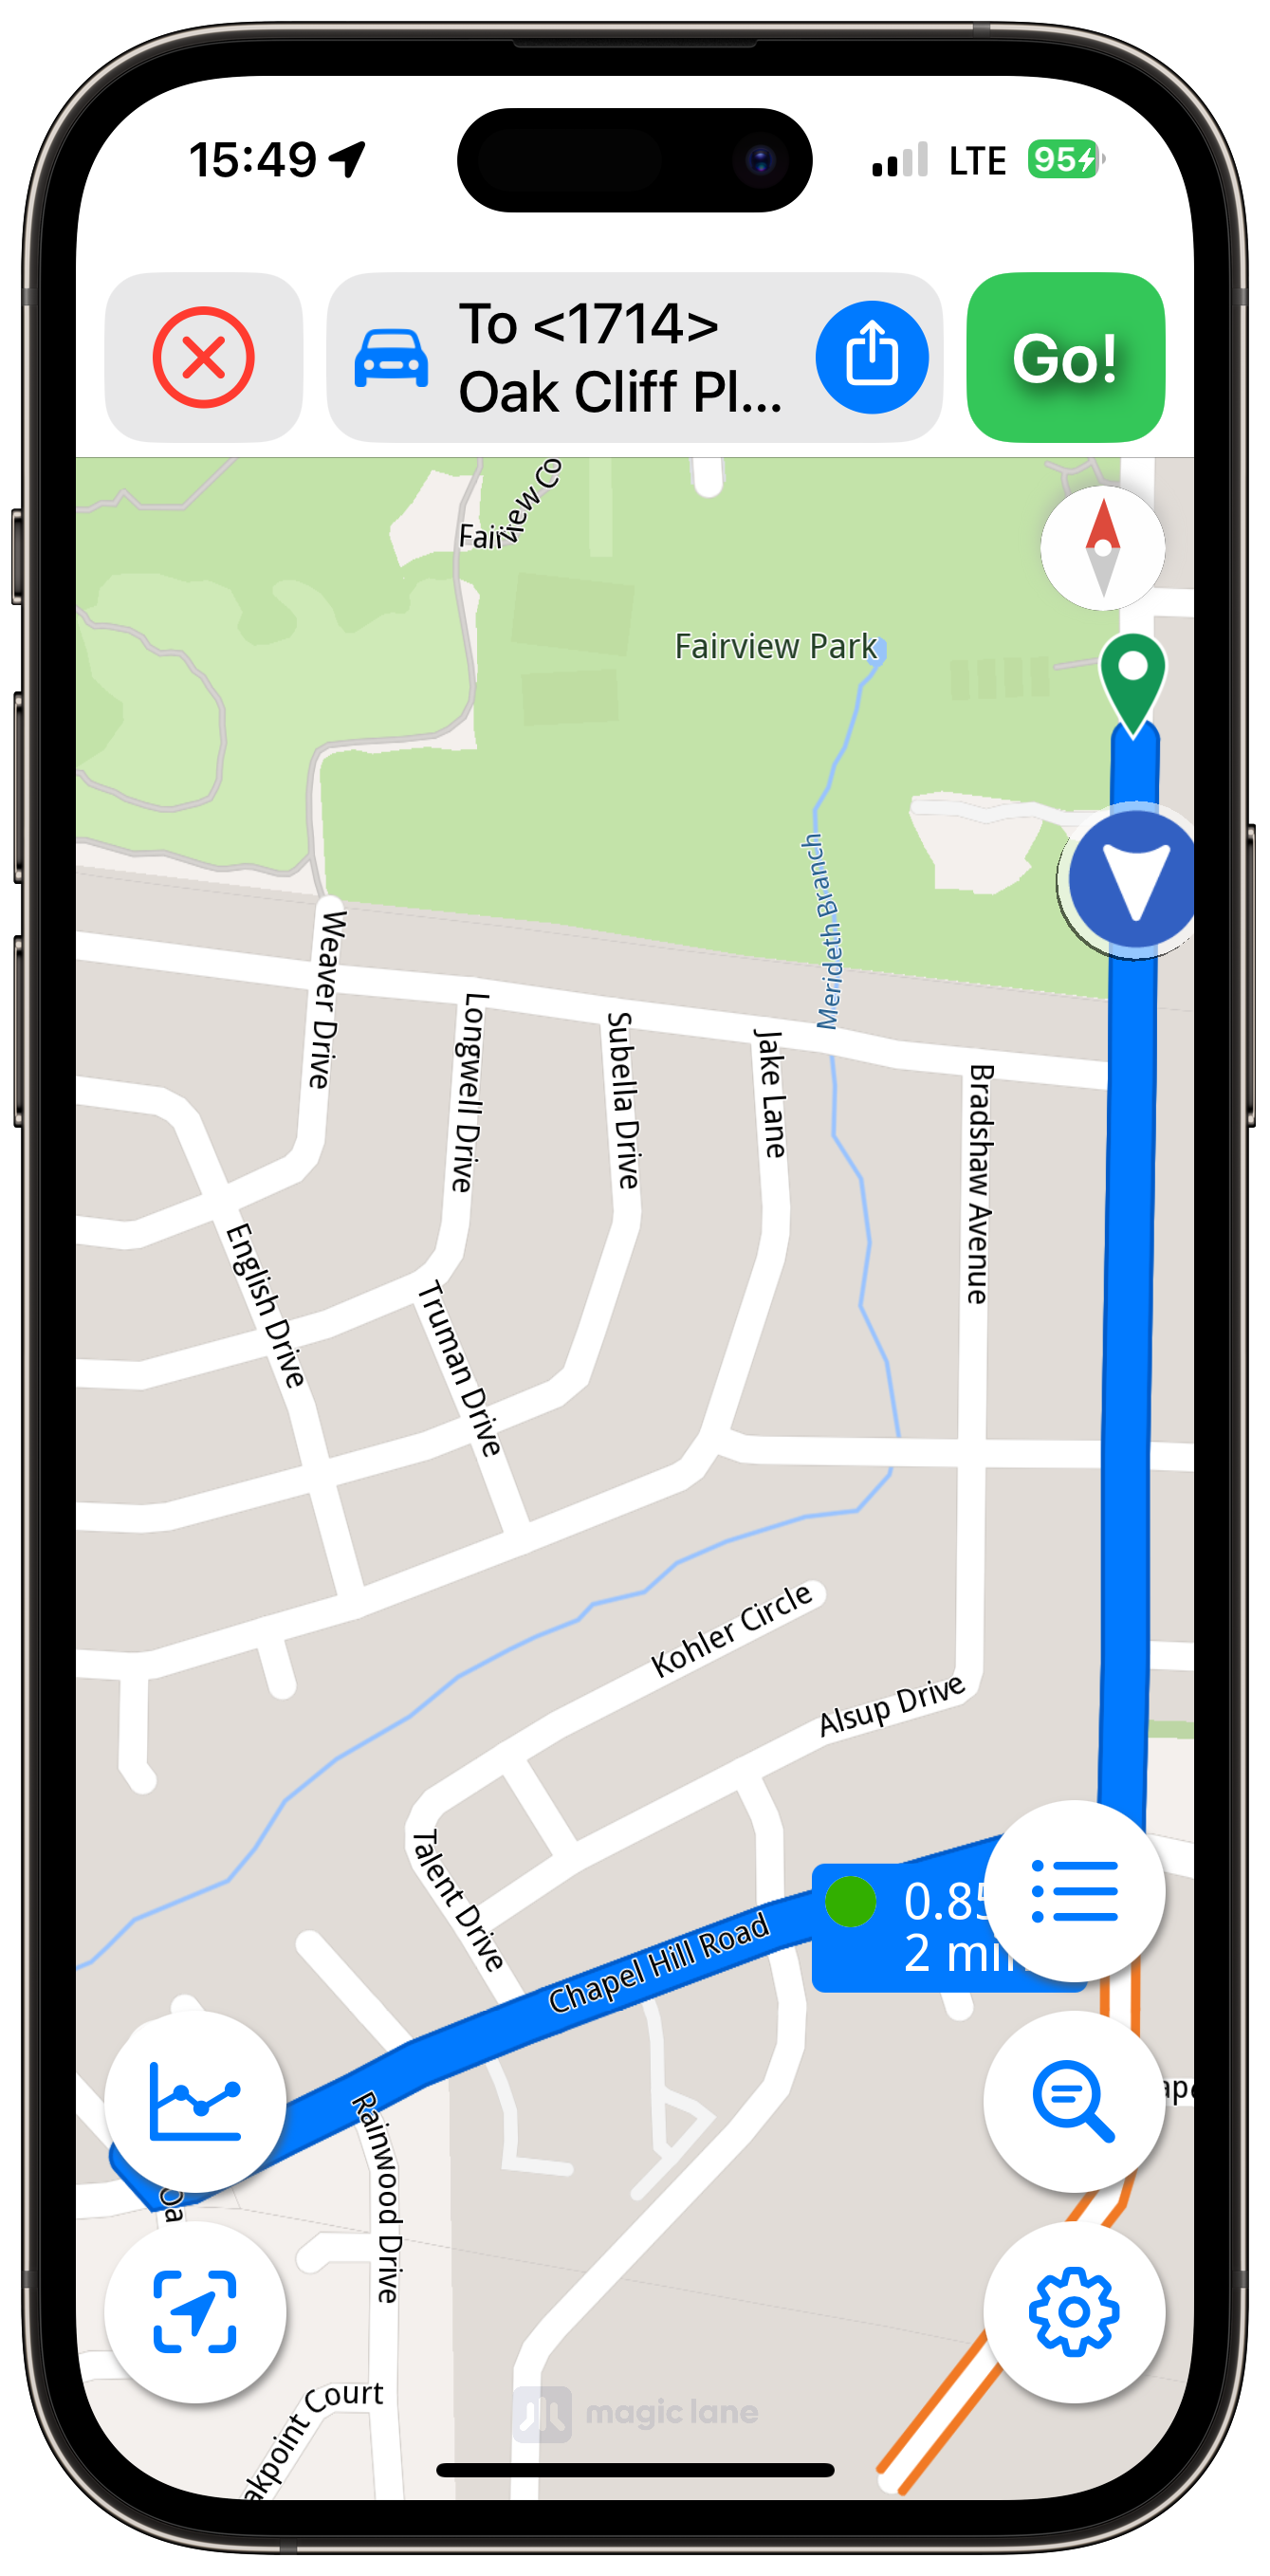 15:49
LTE
95
To <1714>
Oak Cliff Pl...
Go!
Fairview Co
Fairview Park
Merideth Branch
Weaver Drive
Longwell Drive
Subella Drive
Jake Lane
Bradshaw Avenue
English Drive
Truman Drive
Kohler Circle
Alsup Drive
Talent Drive
Chapel Hill Road
0.85
2 min
ape
Oa
Rainwood Drive
akpoint Court
magic lane